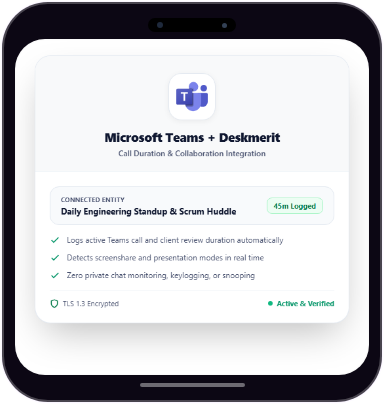 T
Microsoft Teams + Deskmerit
Call Duration & Collaboration Integration
CONNECTED ENTITY
Daily Engineering Standup & Scrum Huddle
45m Logged
Logs active Teams call and client review duration automatically
Detects screenshare and presentation modes in real time
Zero private chat monitoring, keylogging, or snooping
TLS 1.3 Encrypted
Active & Verified